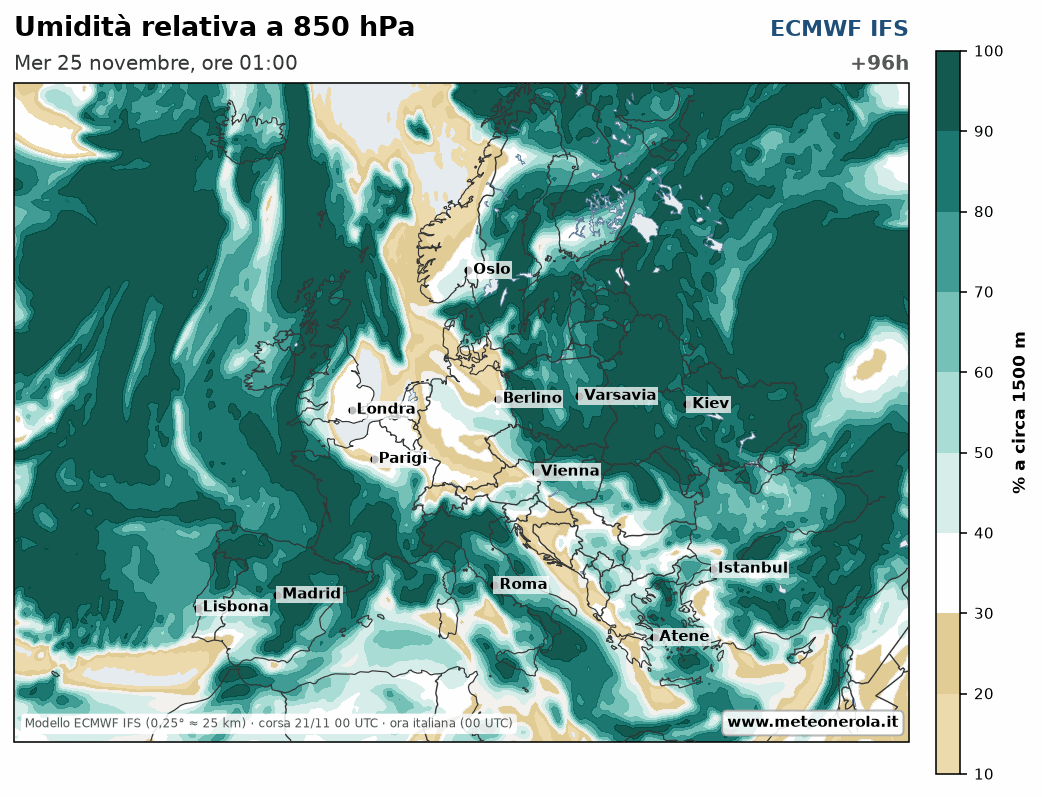 Umidità relativa a 850 hPa
ECMWF IFS
Mer 25 novembre, ore 01:00
+96h
100
90
80
70
60
50
40
30
20
10
% a circa 1500 m
Oslo
Berlino
Varsavia
Kiev
Londra
Parigi
Vienna
Istanbul
Roma
Madrid
Lisbona
Atene
Modello ECMWF IFS (0,25° ≈ 25 km) · corsa 21/11 00 UTC · ora italiana (00 UTC)
www.meteonerola.it